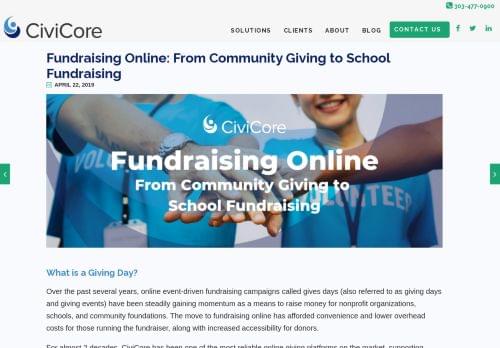 303-477-0900
CiviCore
SOLUTIONS CLIENTS ABOUT BLOG CONTACT US
Fundraising Online: From Community Giving to School
Fundraising
APRIL 22, 2019
CiviCore
VOLUNTEER
Fundraising Online
From Community Giving to
School Fundraising
What is a Giving Day?
Over the past several years, online event-driven fundraising campaigns called gives days (also referred to as giving days
and giving events) have been steadily gaining momentum as a means to raise money for nonprofit organizations,
schools, and community foundations. The move to fundraising online has afforded convenience and lower overhead
costs for those running the fundraiser, along with increased accessibility for donors.
For almost 2 decades, CiviCore has been one of the most reliable online giving platforms on the market, supporting